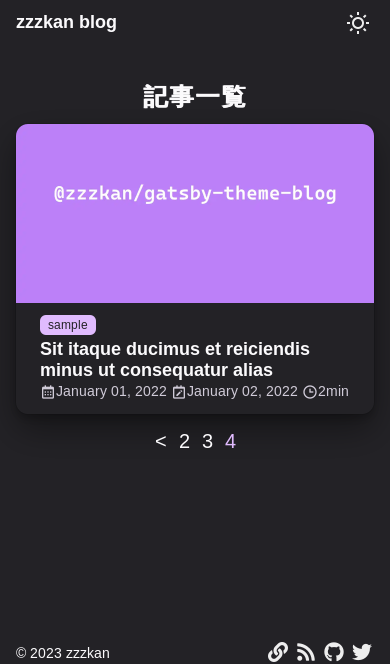 zzzkan blog
記事一覧
@zzzkan/gatsby-theme-blog
sample
Sit itaque ducimus et reiciendis
minus ut consequatur alias
January 01, 2022 January 02, 2022 2min
< 2 3 4
© 2023 zzzkan